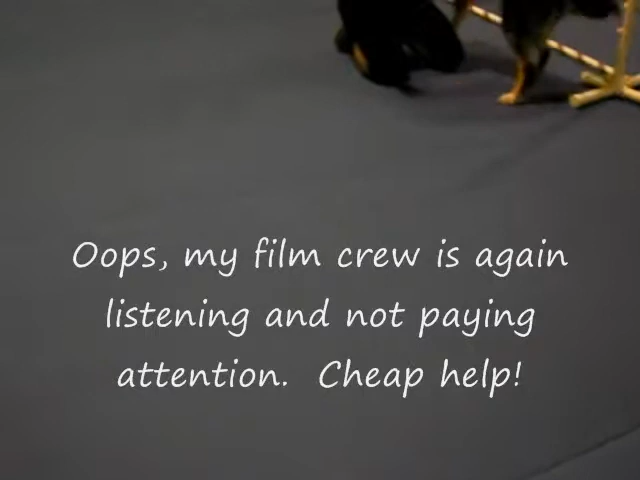 Oops, my film crew is again
listening and not paying
attention.  Cheap help!